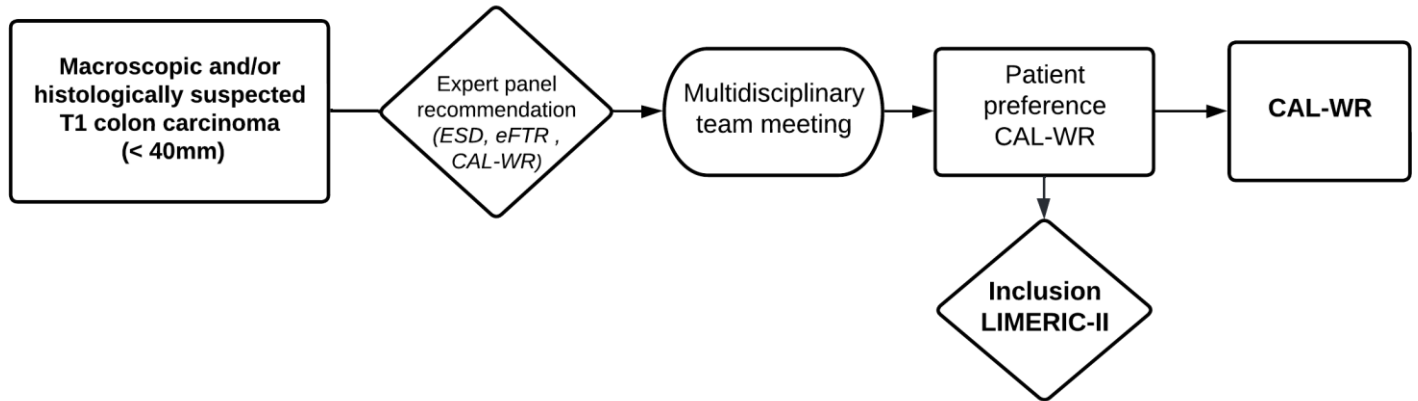 Macroscopic and/or
histologically suspected
T1 colon carcinoma
(< 40mm)
Expert panel
recommendation
(ESD, eFTR ,
CAL-WR)
Multidisciplinary
team meeting
Patient
preference
CAL-WR
CAL-WR
Inclusion
LIMERIC-II